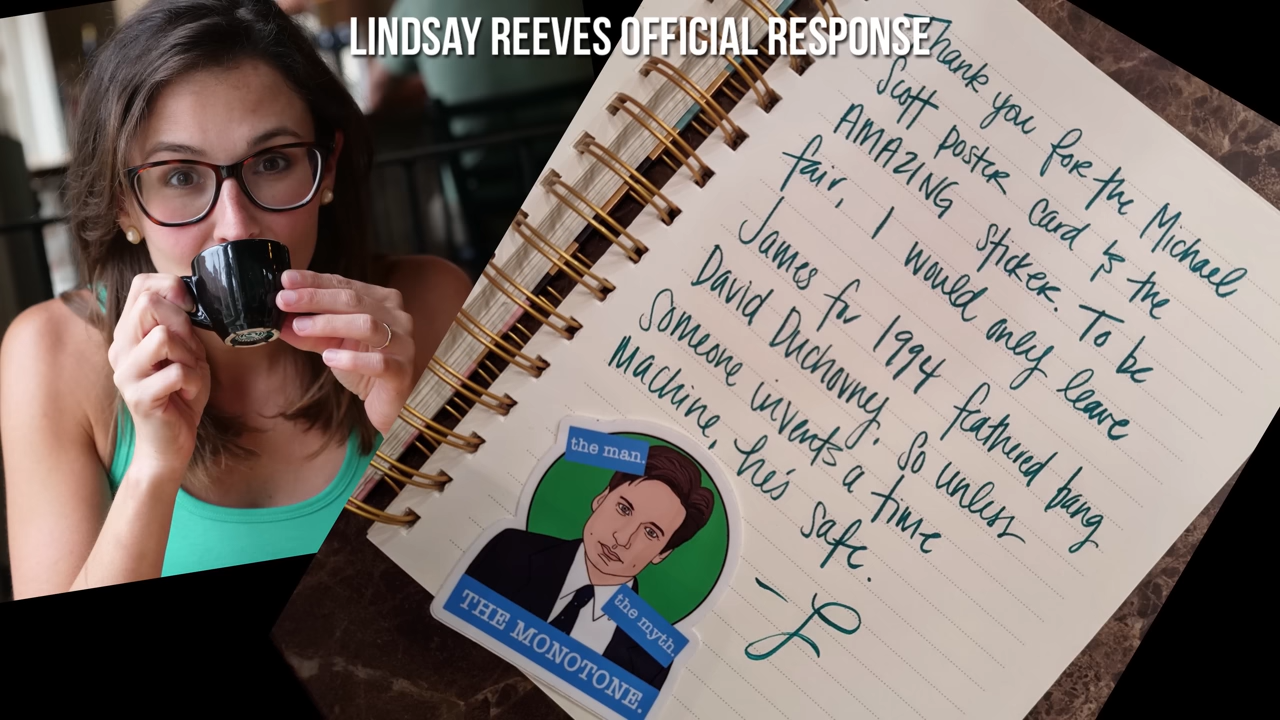 LINDSAY REEVES OFFICIAL RESPONSE
Thank you for the Michael
Scott poster card & the
AMAZING sticker. To be
fair, I would only leave
James for 1994 feathered bang
David Duchovny. So unless
someone invents a time
machine, he's safe.
- L
the man.
the myth.
THE MONOTONE.